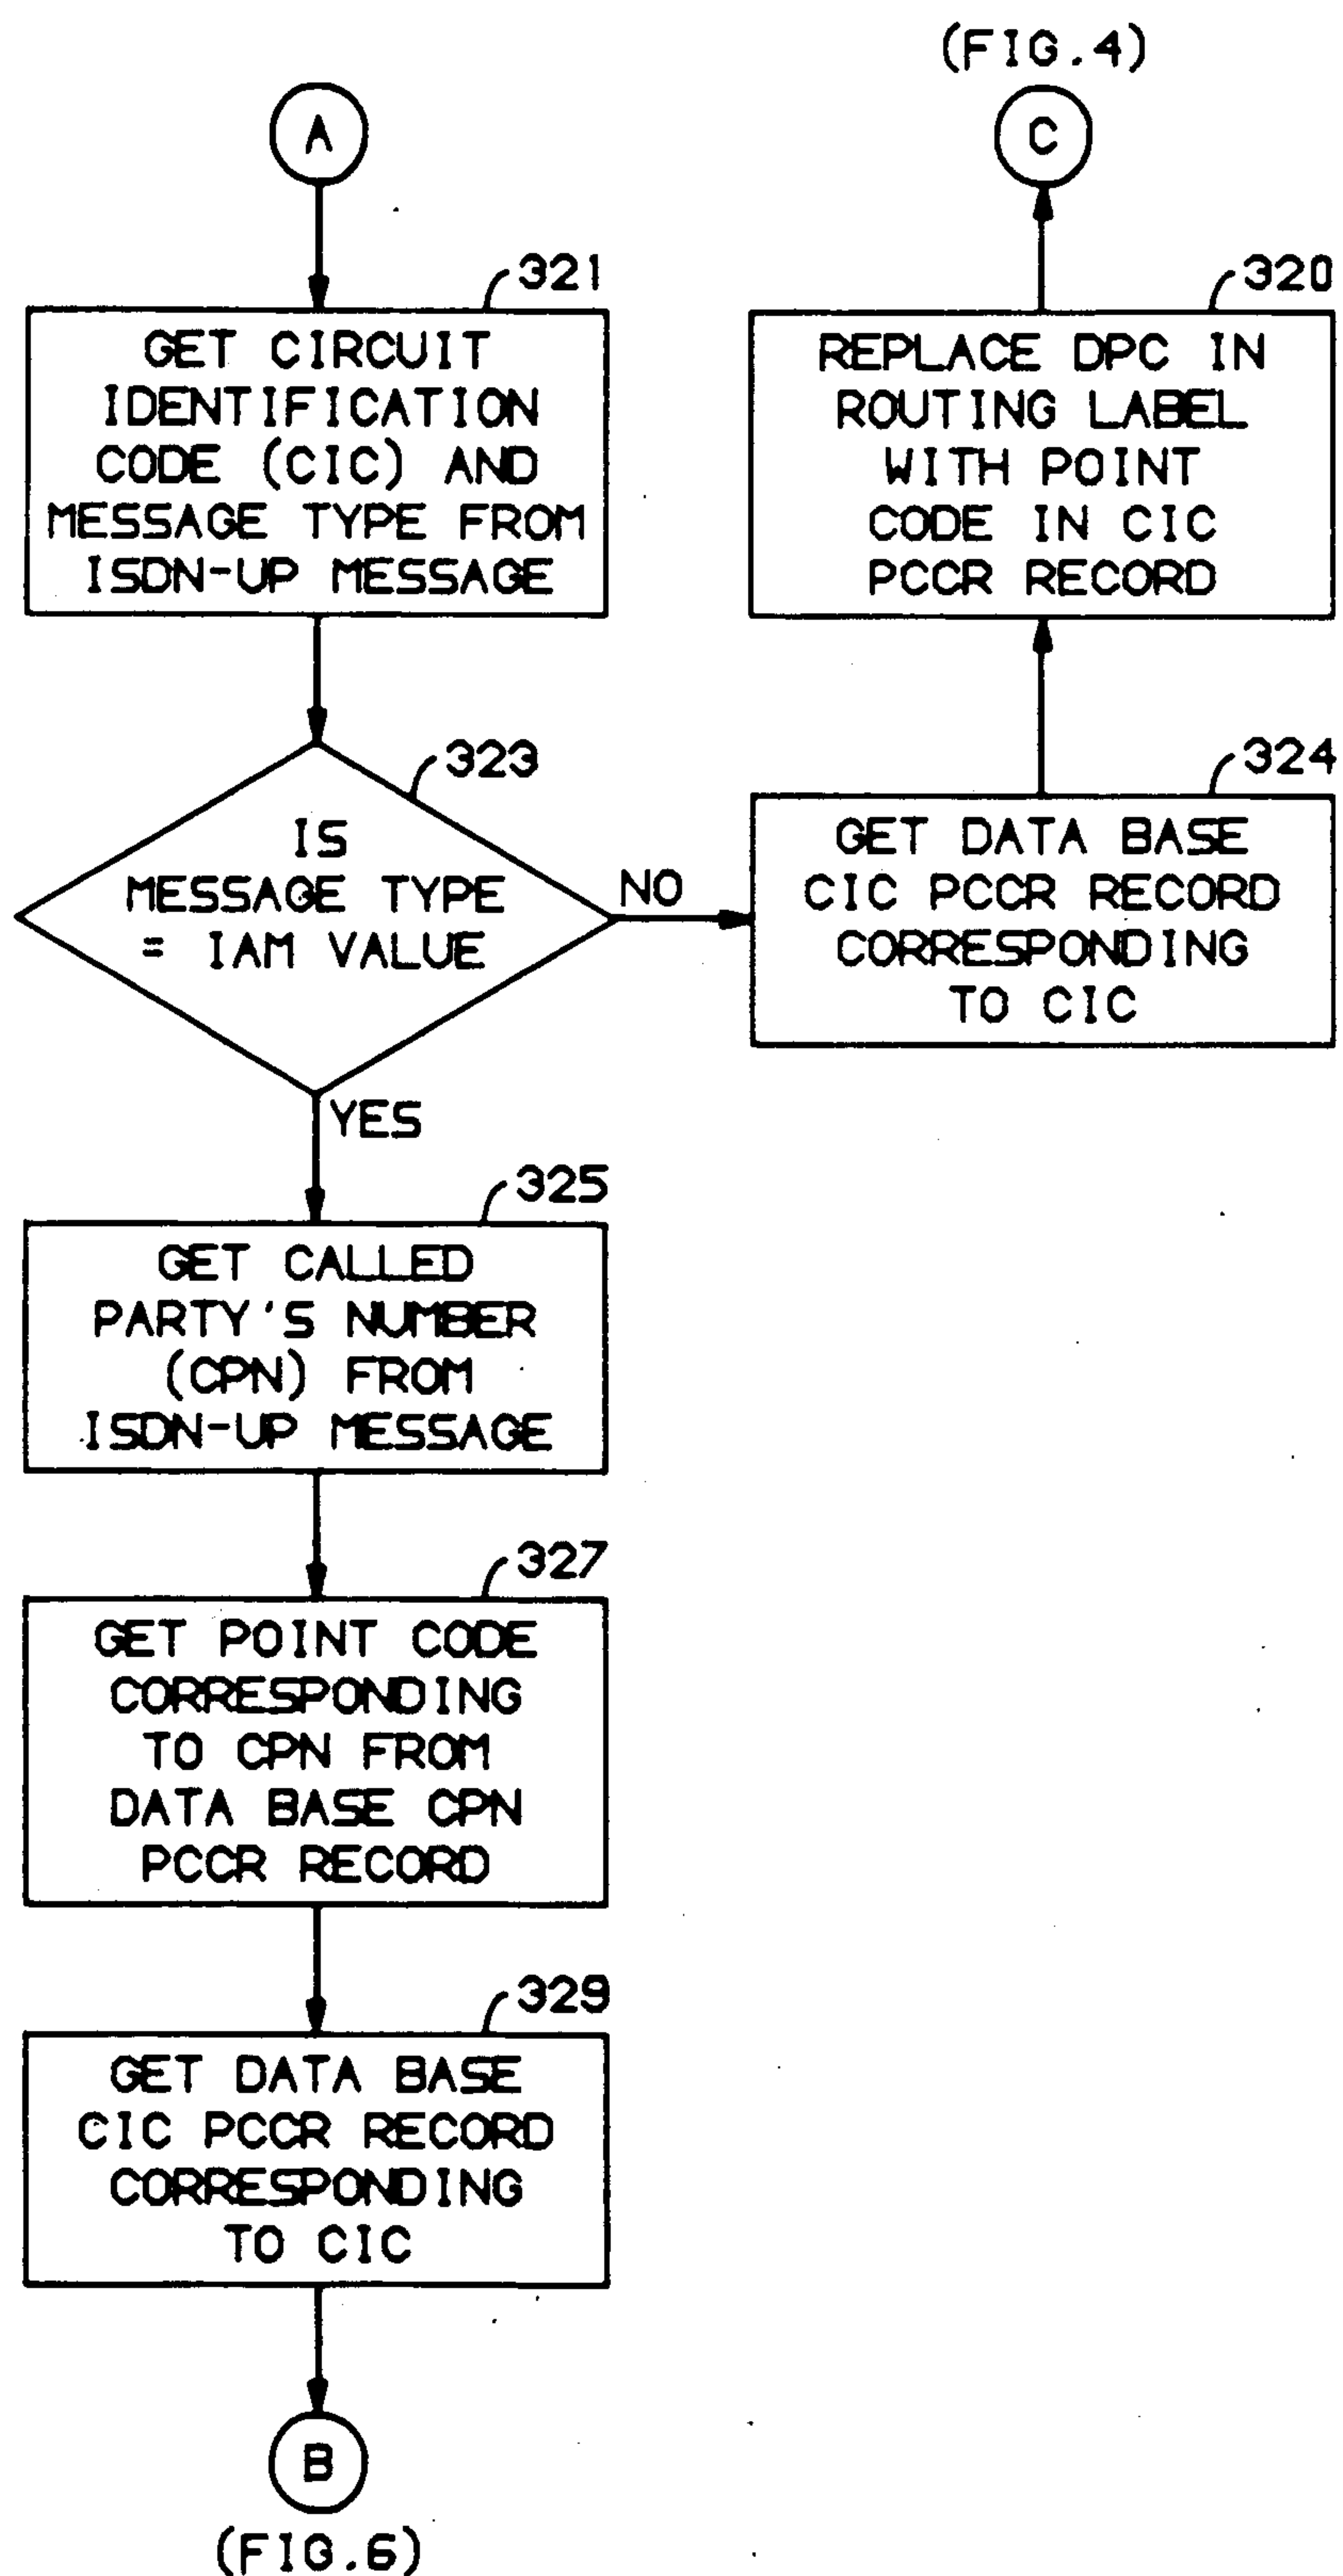 A
321
GET CIRCUIT
IDENTIFICATION
CODE (CIC) AND
MESSAGE TYPE FROM
ISDN-UP MESSAGE
323
IS
MESSAGE TYPE
= IAM VALUE
NO
YES
(FIG.4)
C
320
REPLACE DPC IN
ROUTING LABEL
WITH POINT
CODE IN CIC
PCCR RECORD
324
GET DATA BASE
CIC PCCR RECORD
CORRESPONDING
TO CIC
325
GET CALLED
PARTY'S NUMBER
(CPN) FROM
ISDN-UP MESSAGE
327
GET POINT CODE
CORRESPONDING
TO CPN FROM
DATA BASE CPN
PCCR RECORD
329
GET DATA BASE
CIC PCCR RECORD
CORRESPONDING
TO CIC
B
(FIG.6)